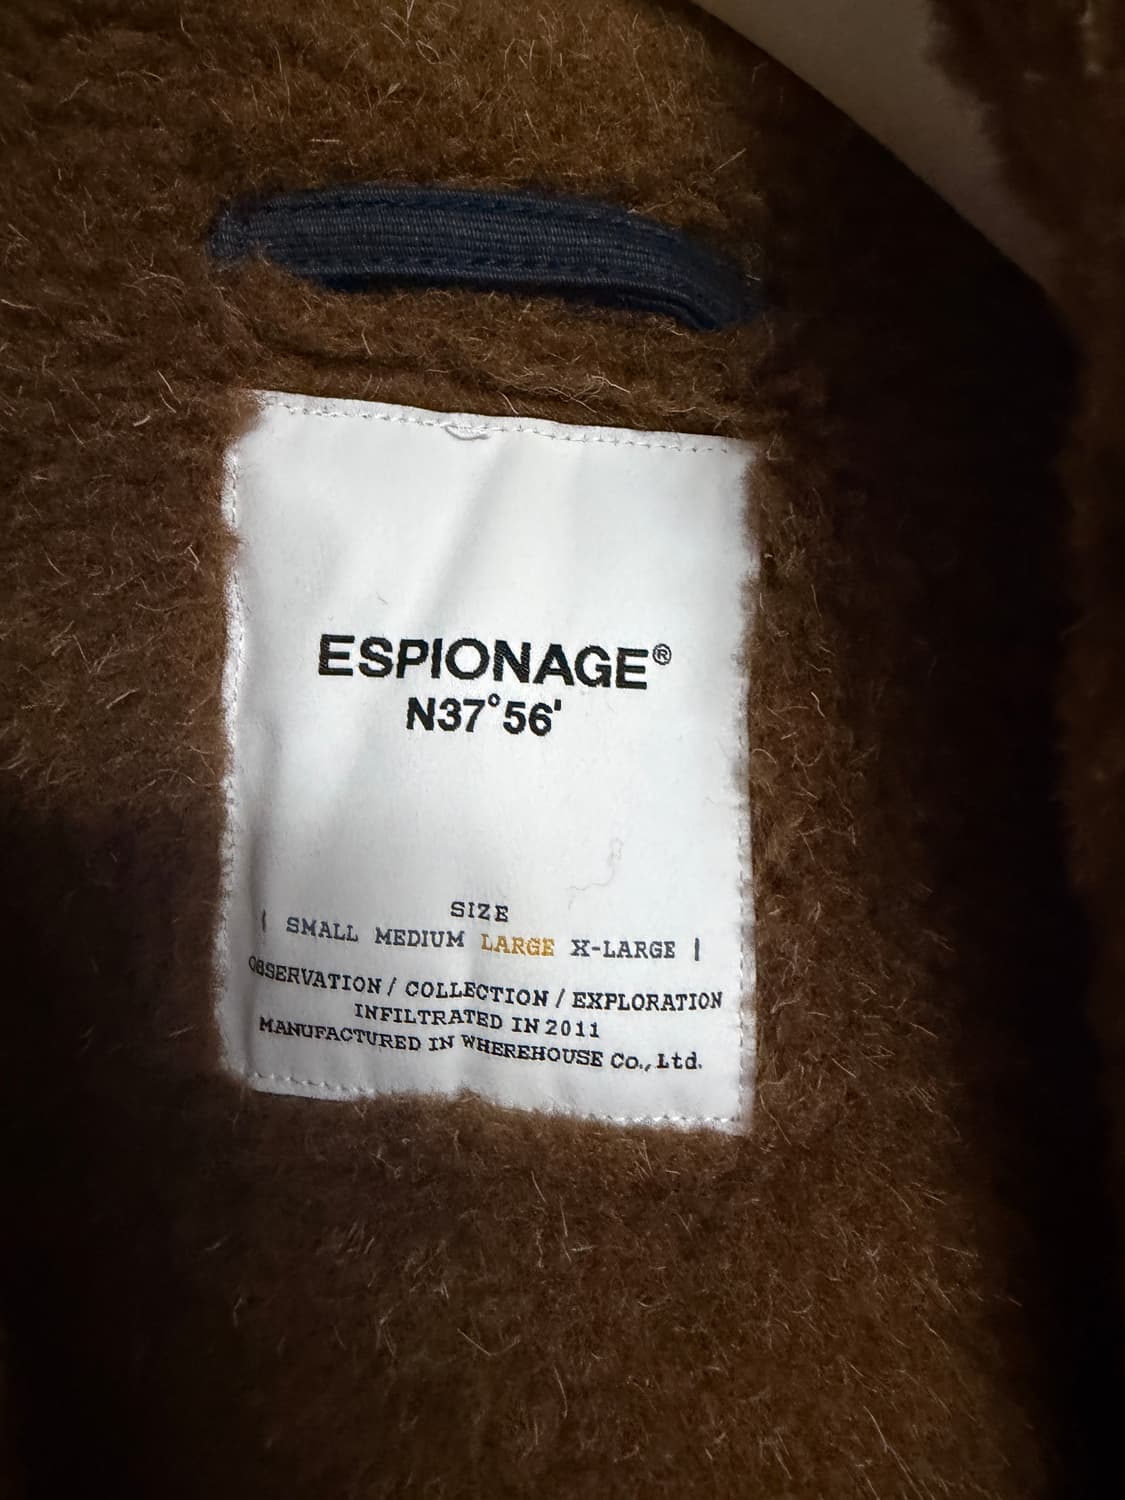 ESPIONAGE®
N37°56'
SIZE
| SMALL MEDIUM LARGE X-LARGE |
OBSERVATION / COLLECTION / EXPLORATION
INFILTRATED IN 2011
MANUFACTURED IN WHEREHOUSE Co., Ltd.